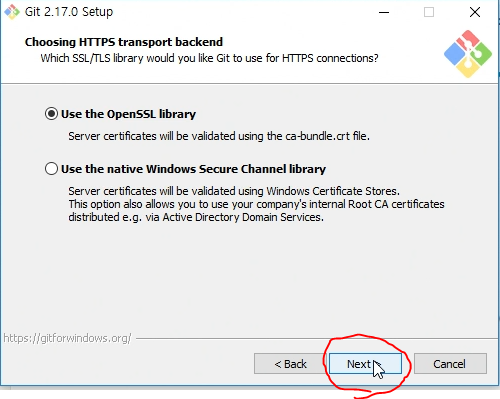 Git 2.17.0 Setup
Choosing HTTPS transport backend
Which SSL/TLS library would you like Git to use for HTTPS connections?
Use the OpenSSL library
Server certificates will be validated using the ca-bundle.crt file.
Use the native Windows Secure Channel library
Server certificates will be validated using Windows Certificate Stores.
This option also allows you to use your company's internal Root CA certificates
distributed e.g. via Active Directory Domain Services.
https://gitforwindows.org/
< Back Next > Cancel